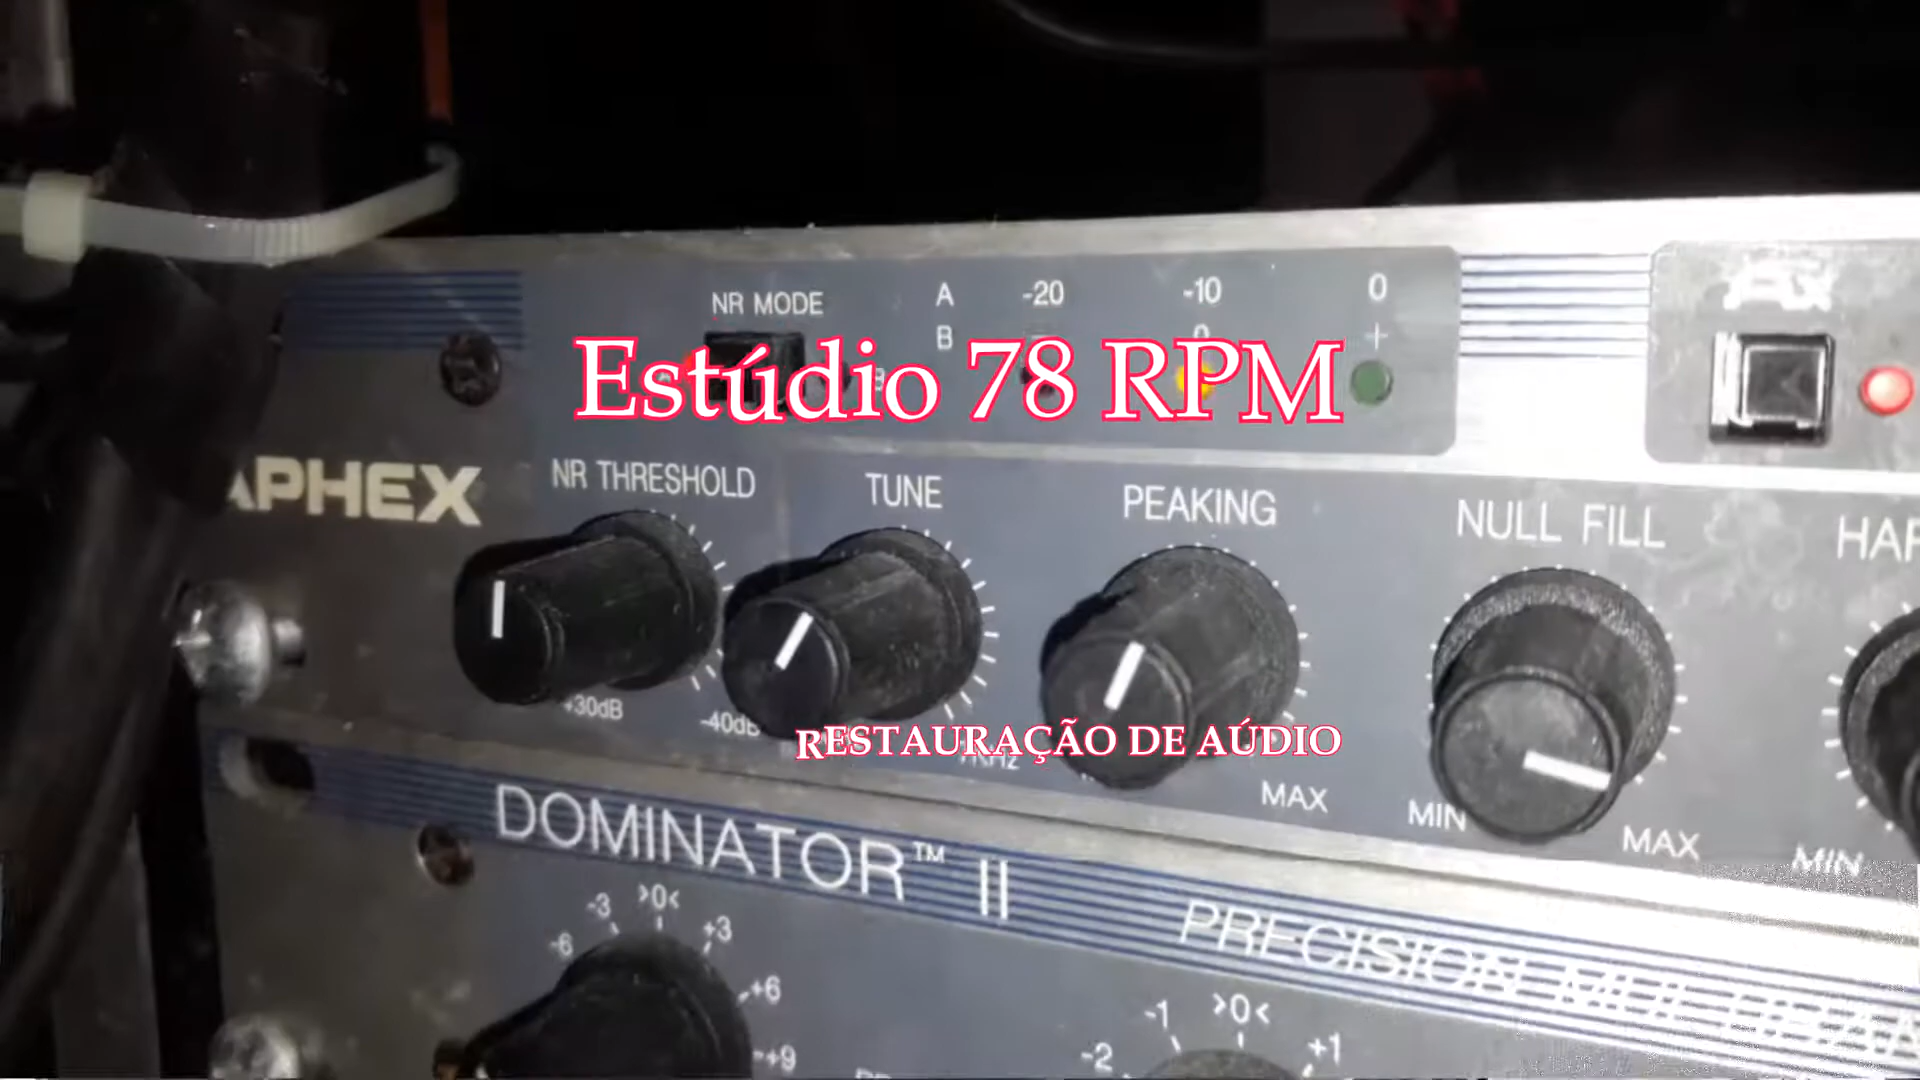 NR MODE
A -20 -10 0
B 0 +
Estúdio 78 RPM
APHEX
NR THRESHOLD
TUNE
PEAKING
NULL FILL
+30dB
-40dB
RESTAURAÇÃO DE AÚDIO
MAX
MIN
MAX
MIN
DOMINATOR™ II
PRECISION
-6 -3 >0< +3 +6 +9
-2 -1 >0< +1